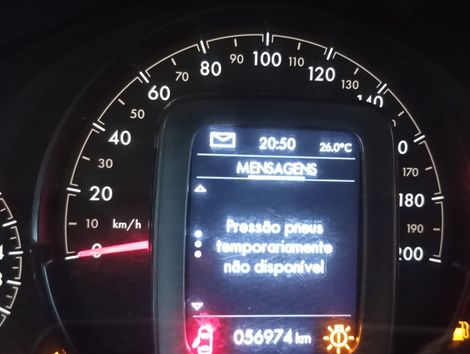 20:50 26.0°C
MENSAGENS
Pressão pneus
temporariamente
não disponível
056974 km
0
10
20
30
40
50
60
70
80
90
100
110
120
130
140
170
180
190
200
km/h